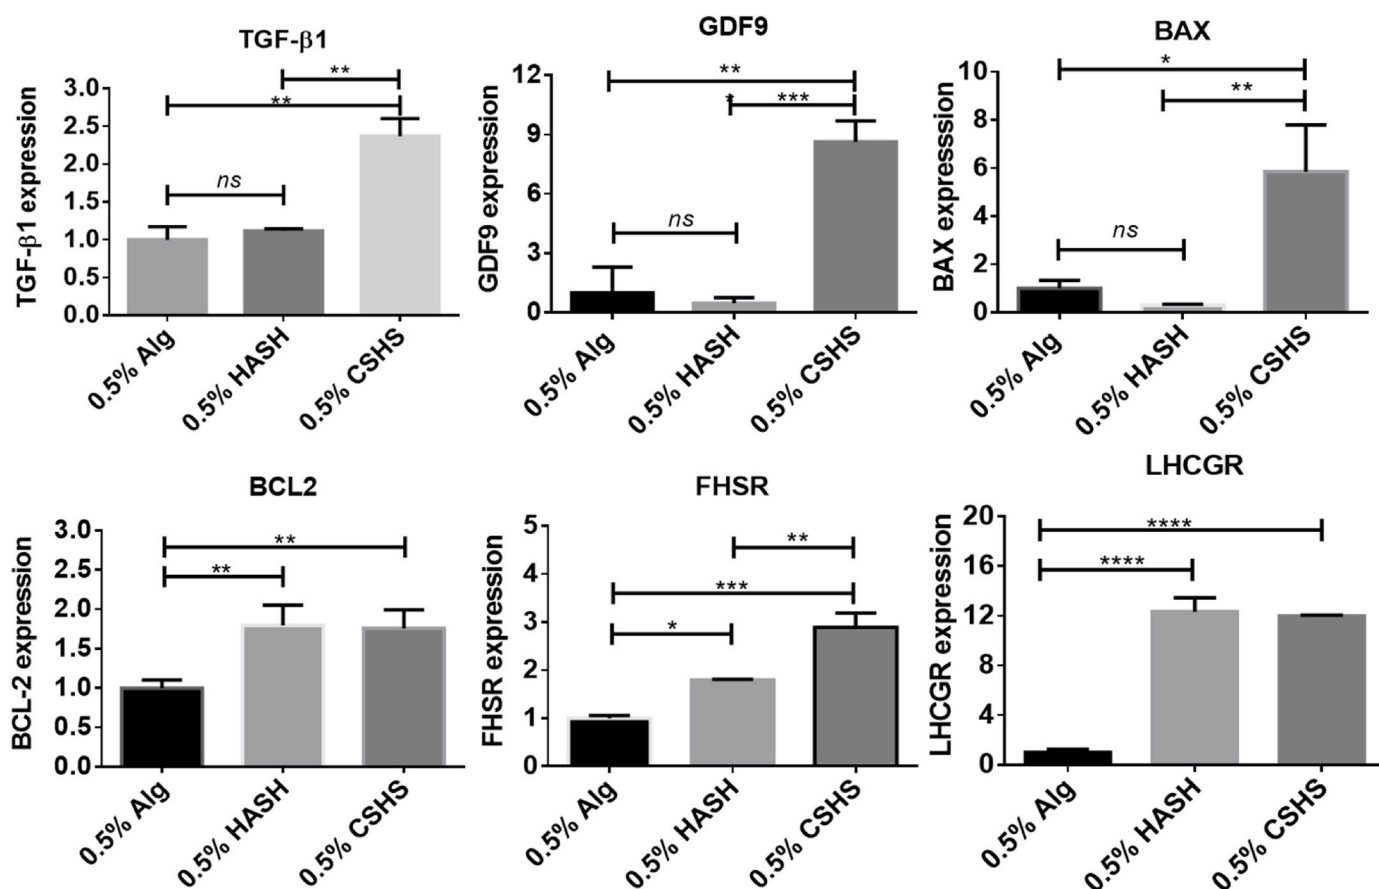 TGF-β1
**
**
ns
TGF-β1 expression
3.0
2.5
2.0
1.5
1.0
0.5
0.0
0.5% Alg
0.5% HASH
0.5% CSHS
GDF9
**
*
***
ns
GDF9 expression
12
9
6
3
0
0.5% Alg
0.5% HASH
0.5% CSHS
BAX
*
**
ns
BAX expresssion
10
8
6
4
2
0
0.5% Alg
0.5% HASH
0.5% CSHS
BCL2
**
**
BCL-2 expression
3.0
2.5
2.0
1.5
1.0
0.5
0.0
0.5% Alg
0.5% HASH
0.5% CSHS
FHSR
**
***
*
FHSR expression
5
4
3
2
1
0
0.5% Alg
0.5% HASH
0.5% CSHS
LHCGR
****
****
LHCGR expression
20
16
12
8
4
0
0.5% Alg
0.5% HASH
0.5% CSHS